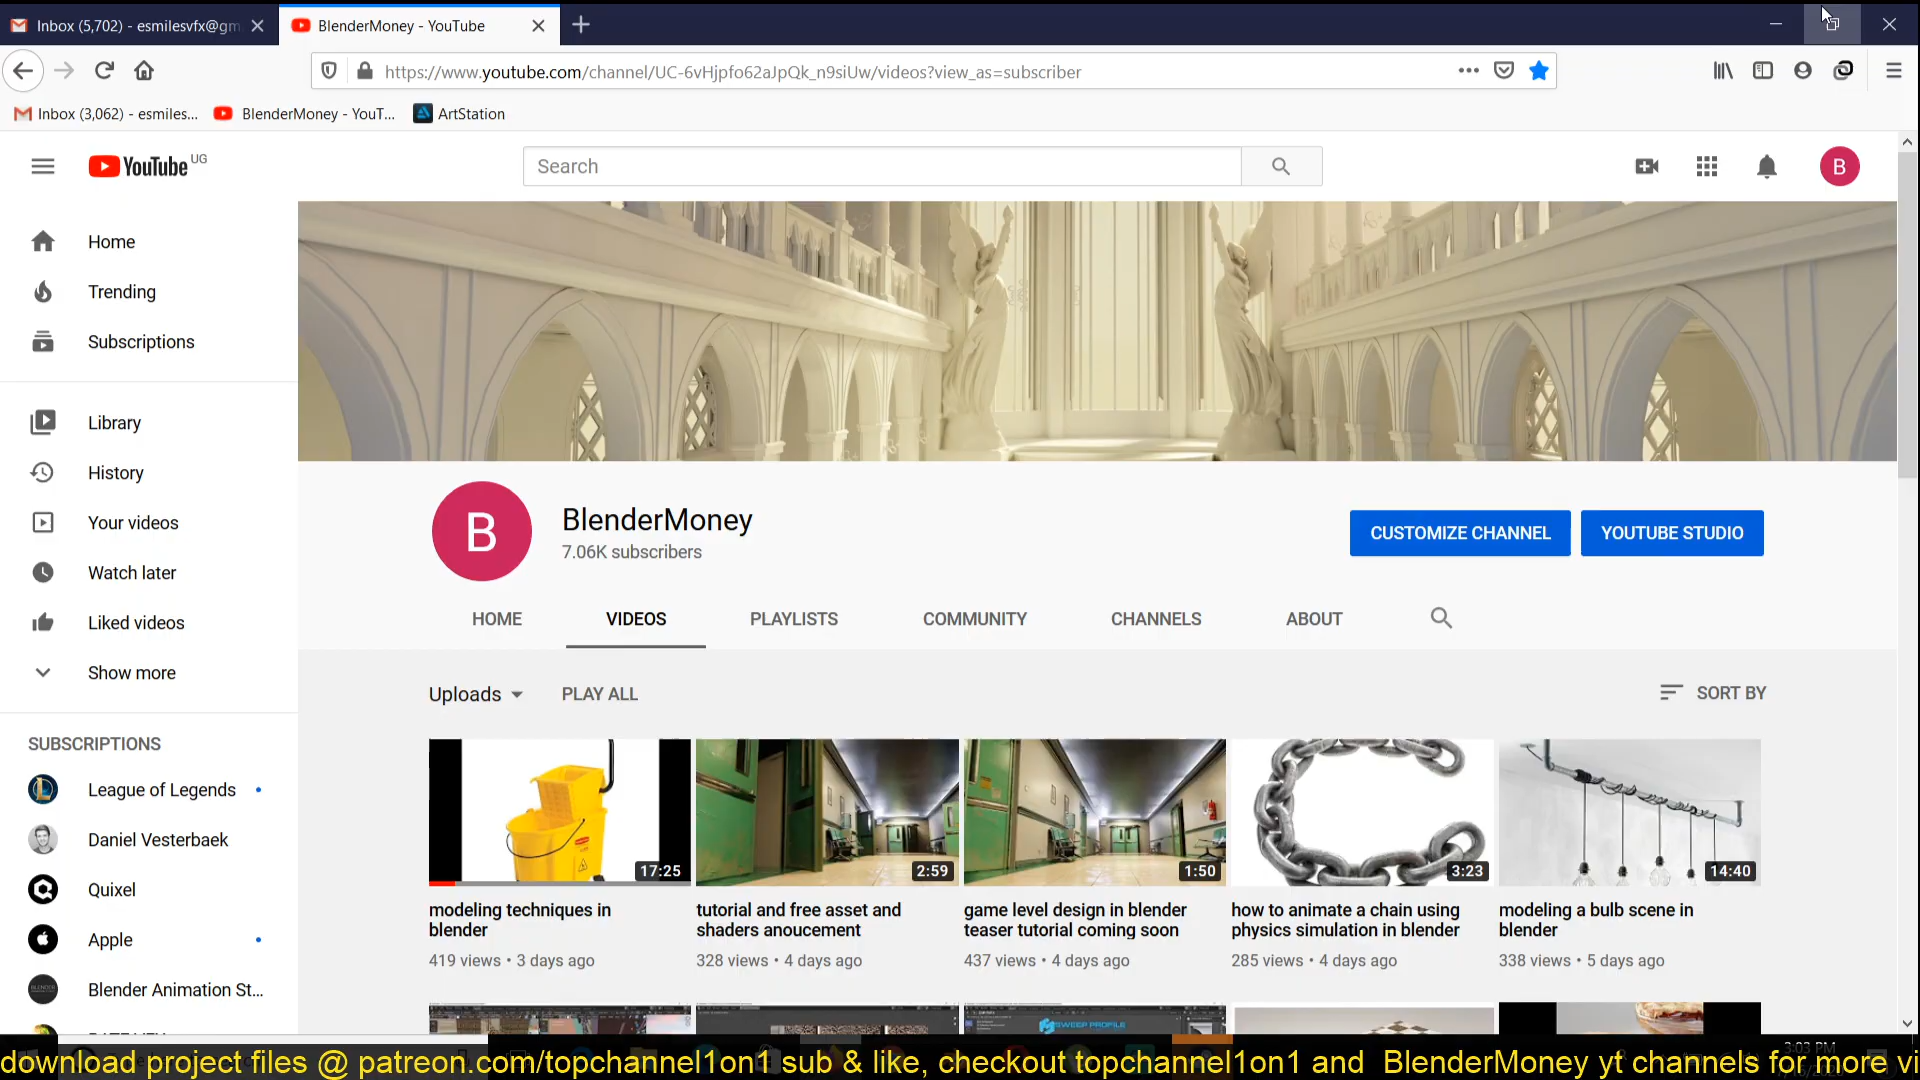 Inbox (5,702) - esmilesvfx@gm
BlenderMoney - YouTube
https://www.youtube.com/channel/UC-6vHjpfo62aJpQk_n9siUw/videos?view_as=subscriber
Inbox (3,062) - esmiles...
BlenderMoney - YouT...
ArtStation
YouTube UG
Search
B
Home
Trending
Subscriptions
Library
History
Your videos
Watch later
Liked videos
Show more
SUBSCRIPTIONS
League of Legends
Daniel Vesterbaek
Quixel
Apple
Blender Animation St...
B
BlenderMoney
7.06K subscribers
CUSTOMIZE CHANNEL
YOUTUBE STUDIO
HOME
VIDEOS
PLAYLISTS
COMMUNITY
CHANNELS
ABOUT
Uploads
PLAY ALL
SORT BY
17:25
modeling techniques in
blender
419 views • 3 days ago
2:59
tutorial and free asset and
shaders anoucement
328 views • 4 days ago
1:50
game level design in blender
teaser tutorial coming soon
437 views • 4 days ago
3:23
how to animate a chain using
physics simulation in blender
285 views • 4 days ago
14:40
modeling a bulb scene in
blender
338 views • 5 days ago
SWEEP PROFILE
3:03 PM
download project files @ patreon.com/topchannel1on1 sub & like, checkout topchannel1on1 and BlenderMoney yt channels for more vi